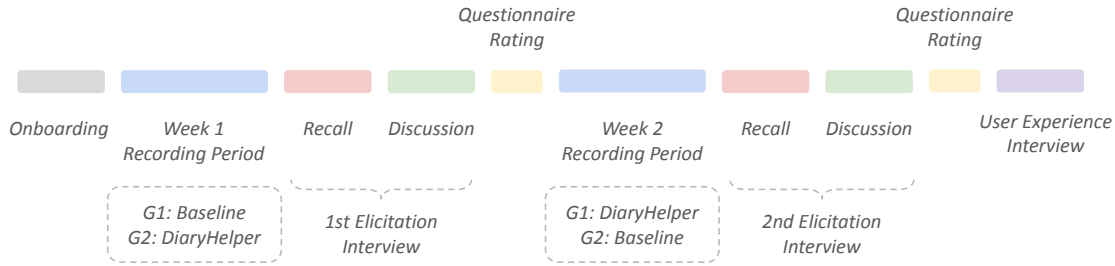 Questionnaire
Rating
Questionnaire
Rating
Onboarding
Week 1
Recording Period
Recall
Discussion
Week 2
Recording Period
Recall
Discussion
User Experience
Interview
G1: Baseline
G2: DiaryHelper
1st Elicitation
Interview
G1: DiaryHelper
G2: Baseline
2nd Elicitation
Interview